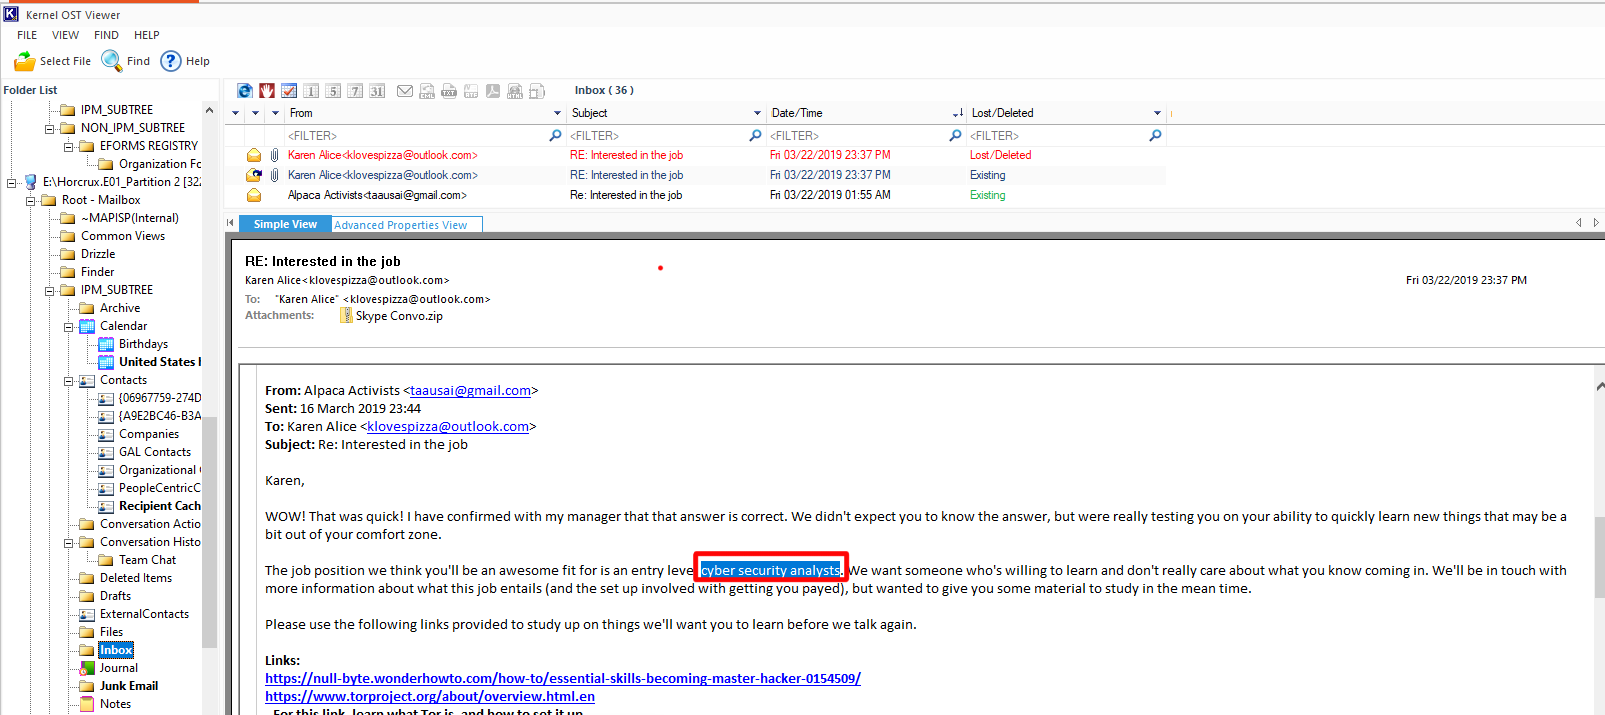 Kernel OST Viewer
FILE VIEW FIND HELP
Select File Find Help
Folder List
Inbox ( 36 )
From Subject Date/Time Lost/Deleted
<FILTER> <FILTER> <FILTER> <FILTER>
Karen Alice<klovespizza@outlook.com> RE: Interested in the job Fri 03/22/2019 23:37 PM Lost/Deleted
Karen Alice<klovespizza@outlook.com> RE: Interested in the job Fri 03/22/2019 23:37 PM Existing
Alpaca Activists<taausai@gmail.com> Re: Interested in the job Fri 03/22/2019 01:55 AM Existing
IPM_SUBTREE
NON_IPM_SUBTREE
EFORMS REGISTRY
Organization Fo
E:\Horcrux.E01_Partition 2 [322
Root - Mailbox
~MAPISP(Internal)
Common Views
Drizzle
Finder
IPM_SUBTREE
Archive
Calendar
Birthdays
United States H
Contacts
{06967759-274D
{A9E2BC46-B3A
Companies
GAL Contacts
Organizational
PeopleCentricC
Recipient Cach
Conversation Actio
Conversation Histo
Team Chat
Deleted Items
Drafts
ExternalContacts
Files
Inbox
Journal
Junk Email
Notes
Simple View Advanced Properties View
RE: Interested in the job
Karen Alice<klovespizza@outlook.com> Fri 03/22/2019 23:37 PM
To: "Karen Alice" <klovespizza@outlook.com>
Attachments: Skype Convo.zip
From: Alpaca Activists <taausai@gmail.com>
Sent: 16 March 2019 23:44
To: Karen Alice <klovespizza@outlook.com>
Subject: Re: Interested in the job
Karen,
WOW! That was quick! I have confirmed with my manager that that answer is correct. We didn't expect you to know the answer, but were really testing you on your ability to quickly learn new things that may be a
bit out of your comfort zone.
The job position we think you'll be an awesome fit for is an entry level cyber security analysts. We want someone who's willing to learn and don't really care about what you know coming in. We'll be in touch with
more information about what this job entails (and the set up involved with getting you payed), but wanted to give you some material to study in the mean time.
Please use the following links provided to study up on things we'll want you to learn before we talk again.
Links:
https://null-byte.wonderhowto.com/how-to/essential-skills-becoming-master-hacker-0154509/
https://www.torproject.org/about/overview.html.en
For this link, learn what Tor is, and how to set it up